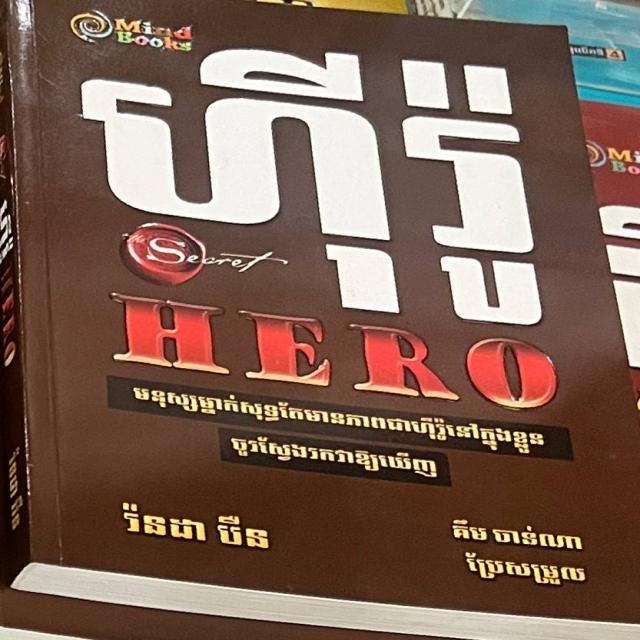 Mind
Books
ហ៊ីរ៉ូ
The Secret
HERO
មនុស្សម្នាក់សុទ្ធតែមានភាពជាហ៊ីរ៉ូនៅក្នុងខ្លួន
ចូរស្វែងរកវាឱ្យឃើញ
រ៉នដា ប៊ឺន
គឹម ចាន់ណា
ប្រែសម្រួល
HERO
Mind